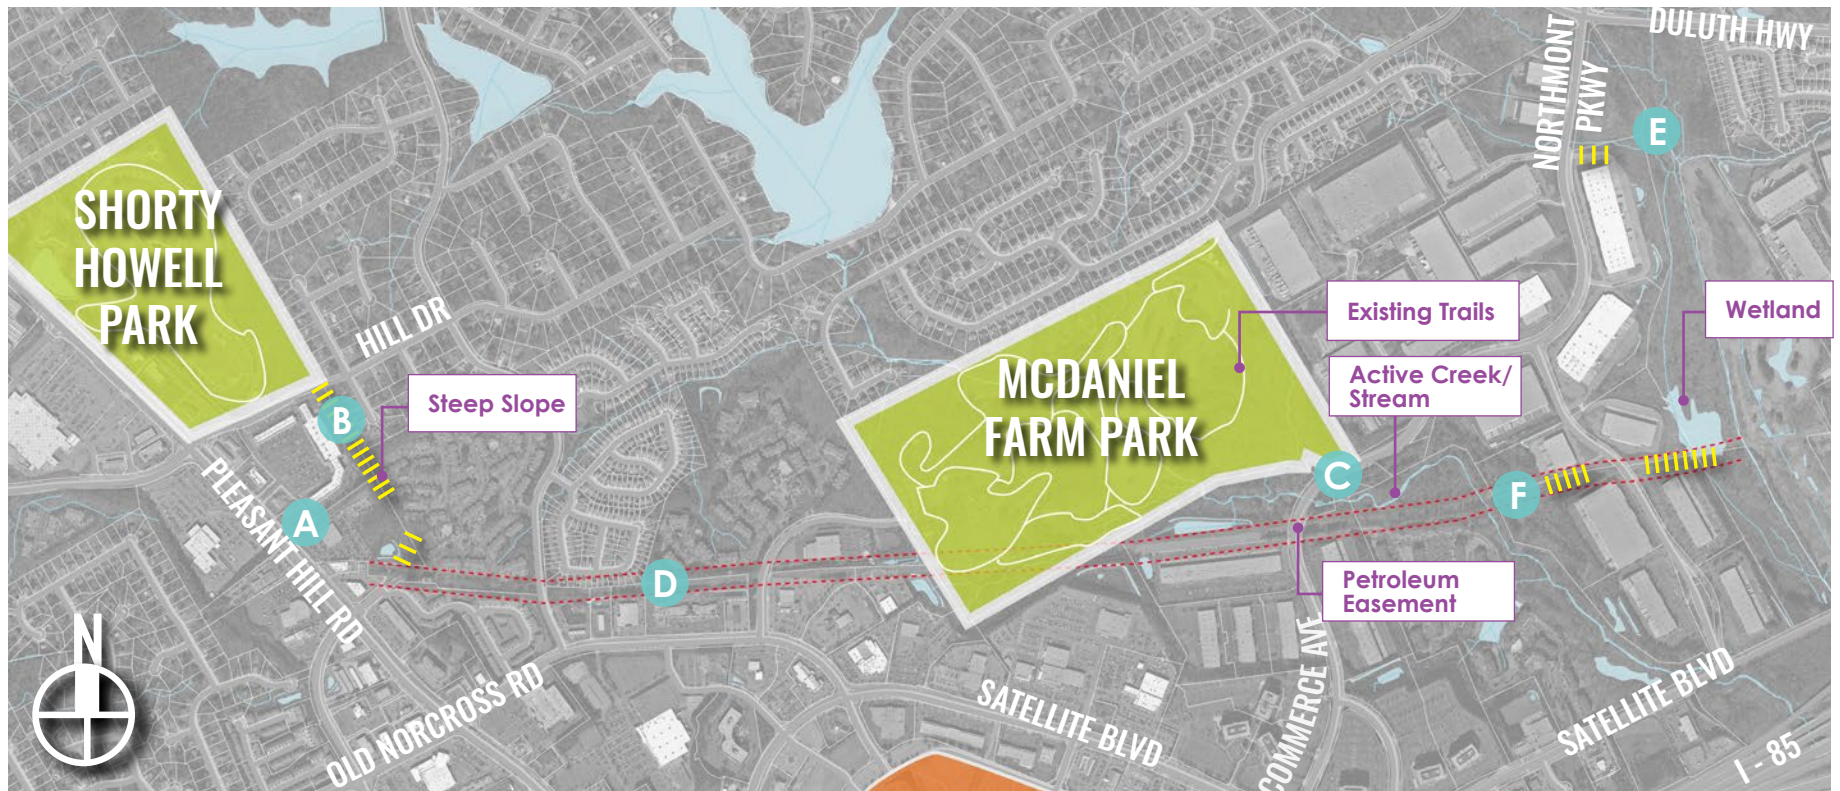 DULUTH HWY
NORTHMONT
PKWY
E
SHORTY
HOWELL
PARK
HILL DR
Existing Trails
Wetland
MCDANIEL
FARM PARK
Active Creek/
Stream
Steep Slope
B
C
F
A
PLEASANT HILL RD
D
Petroleum
Easement
N
OLD NORCROSS RD
SATELLITE BLVD
COMMERCE AVE
SATELLITE BLVD
I - 85